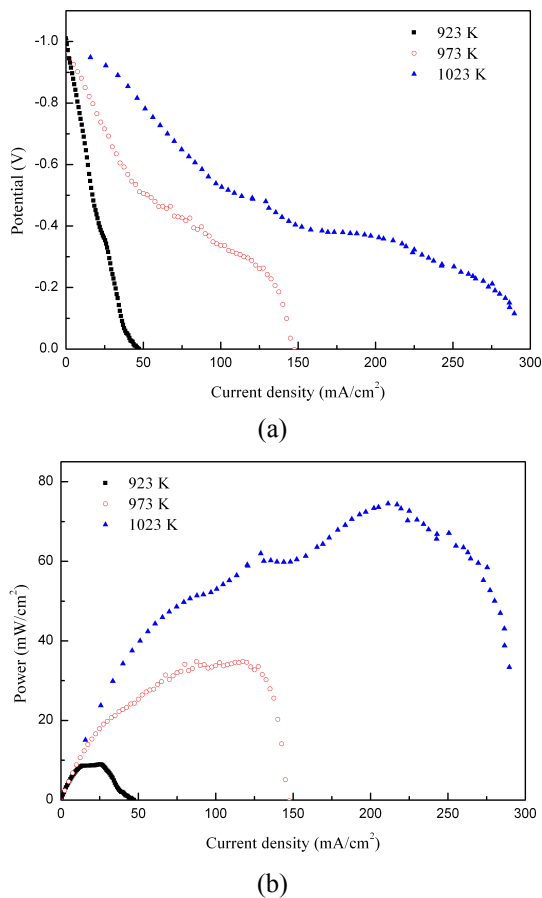 -1.0
-0.8
-0.6
-0.4
-0.2
0.0
Potential (V)
923 K
973 K
1023 K
0 50 100 150 200 250 300
Current density (mA/cm²)
(a)
80
60
40
20
0
Power (mW/cm²)
923 K
973 K
1023 K
0 50 100 150 200 250 300
Current density (mA/cm²)
(b)